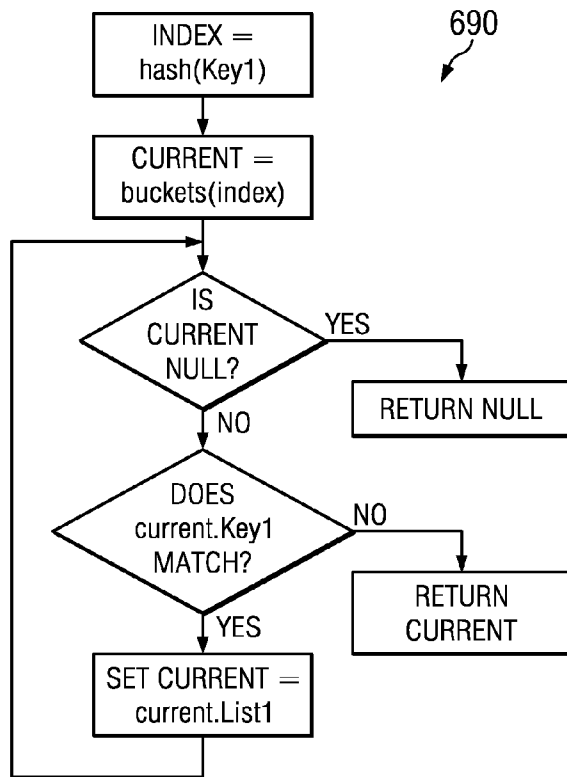 INDEX =
hash(Key1)
690
CURRENT =
buckets(index)
IS
CURRENT
NULL?
YES
RETURN NULL
NO
DOES
current.Key1
MATCH?
NO
RETURN
CURRENT
YES
SET CURRENT =
current.List1